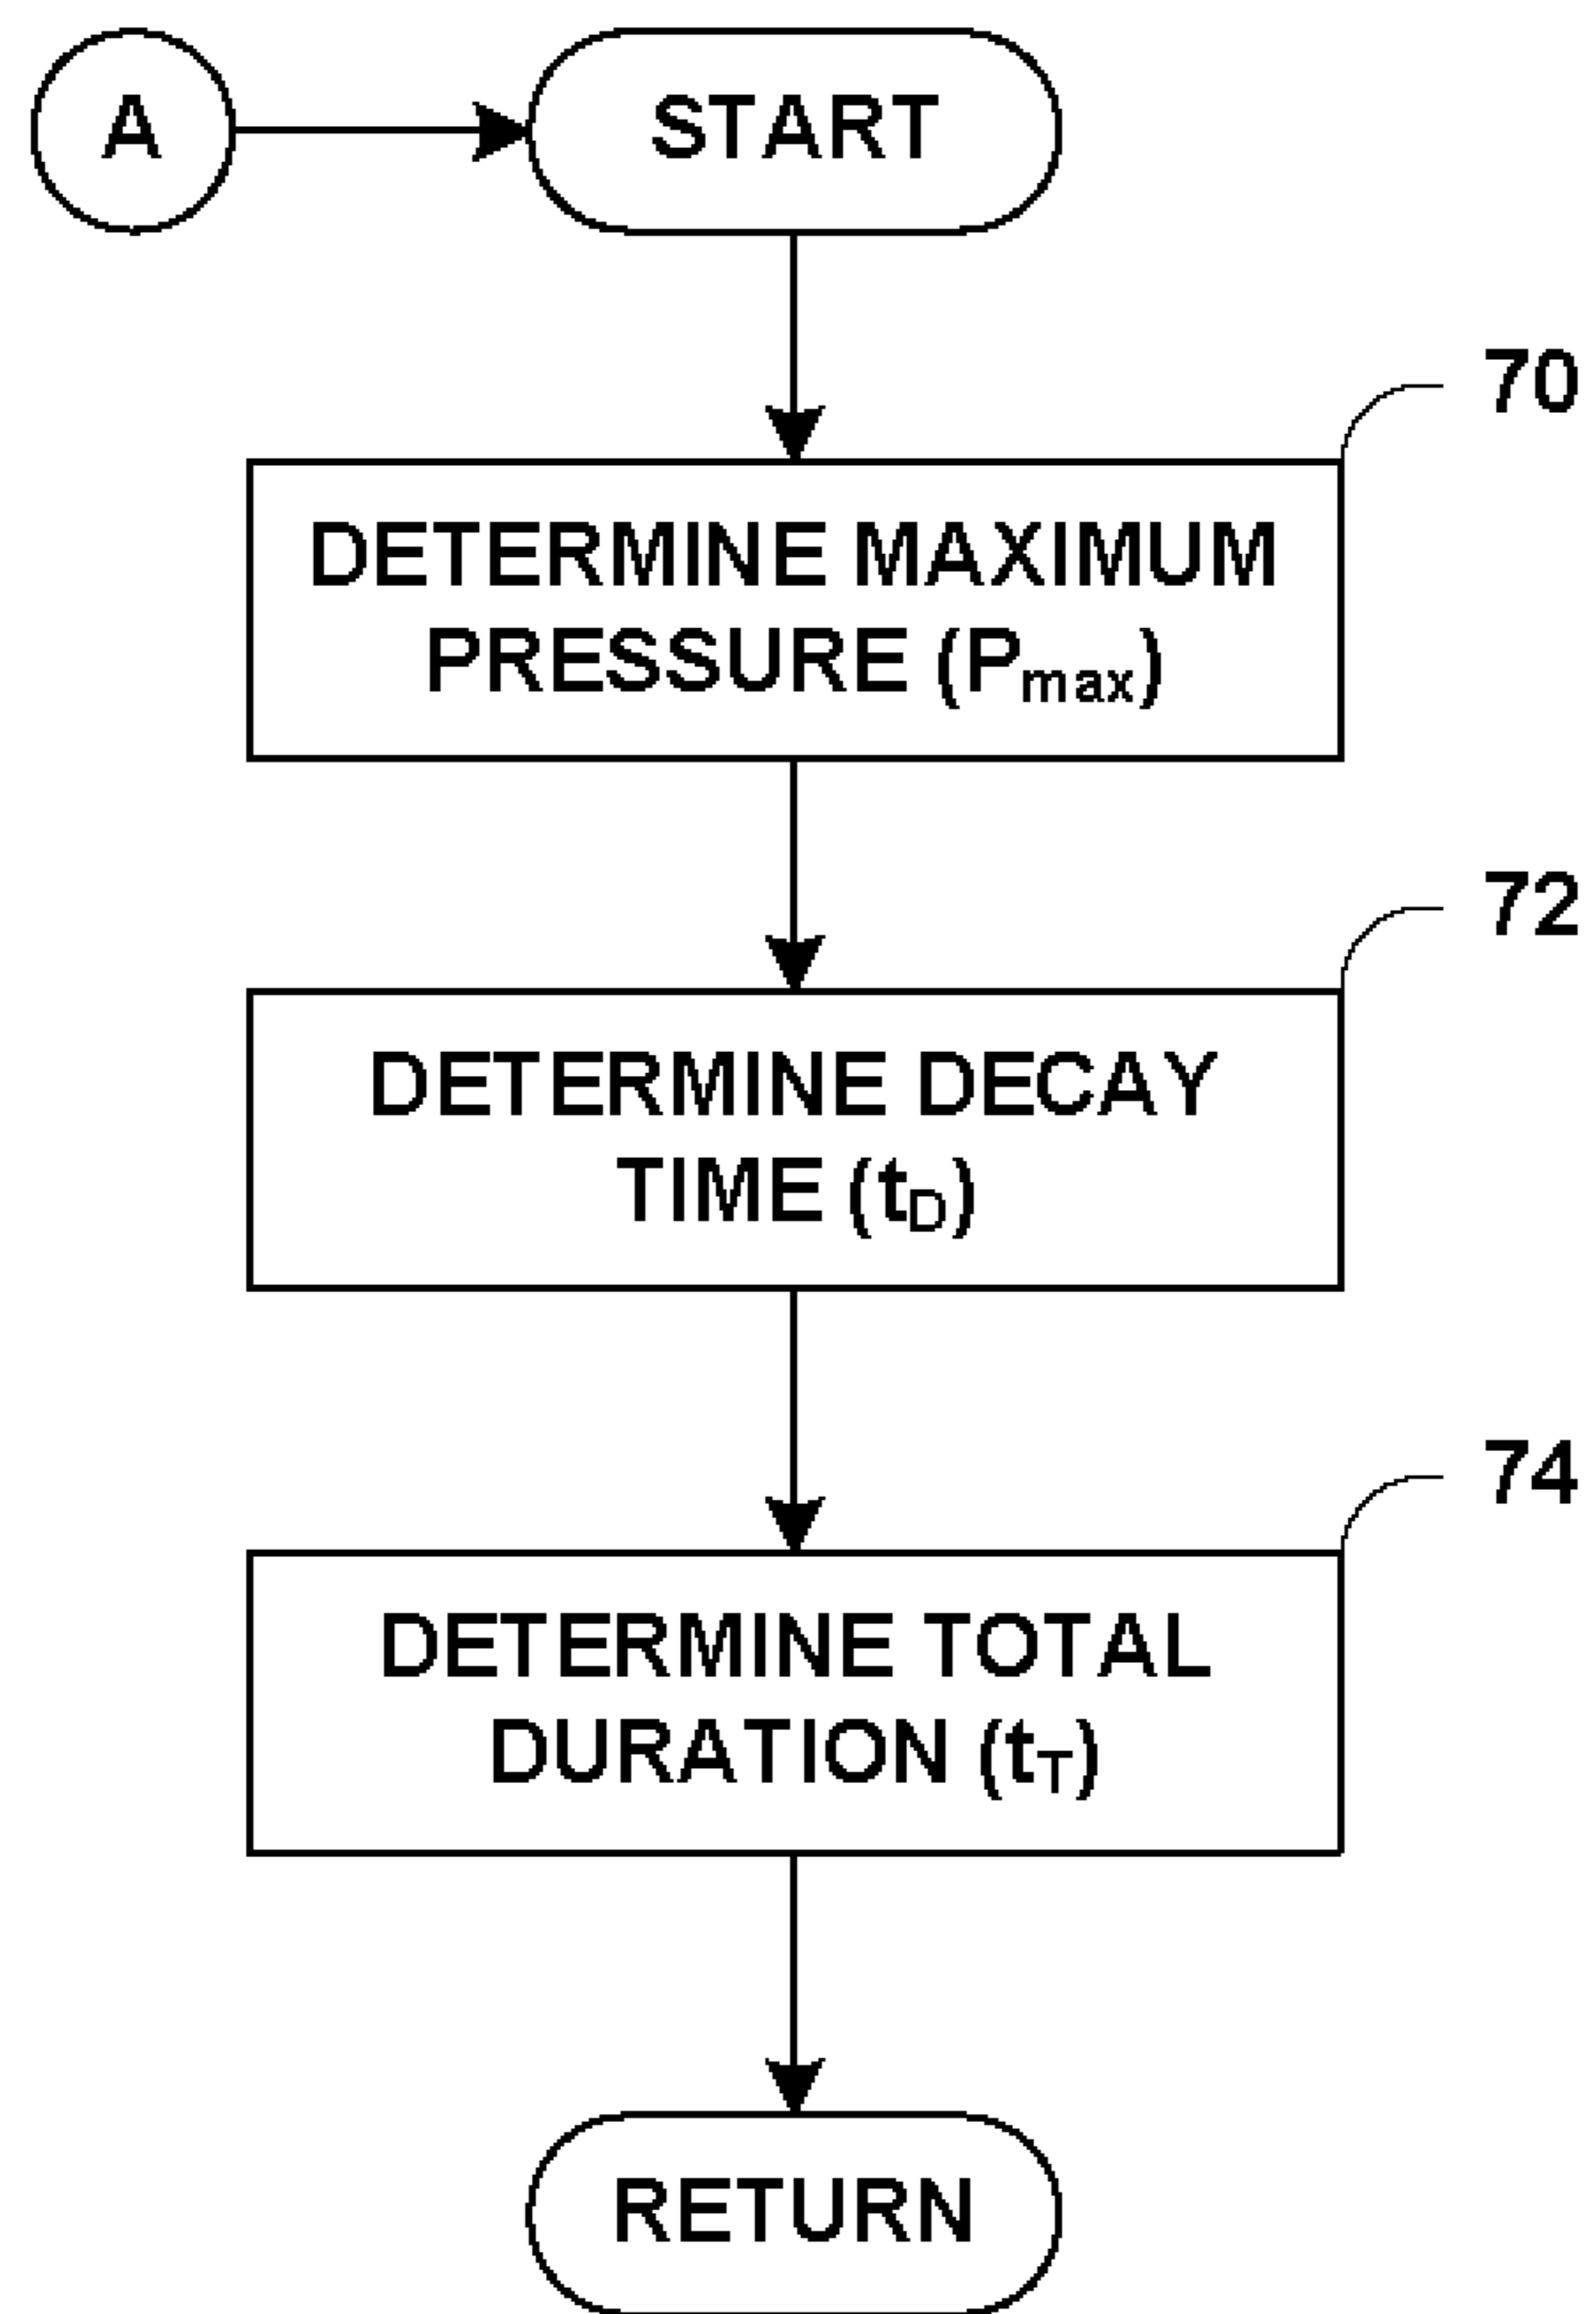 A
START
70
DETERMINE MAXIMUM
PRESSURE (Pmax)
72
DETERMINE DECAY
TIME (tD)
74
DETERMINE TOTAL
DURATION (tT)
RETURN